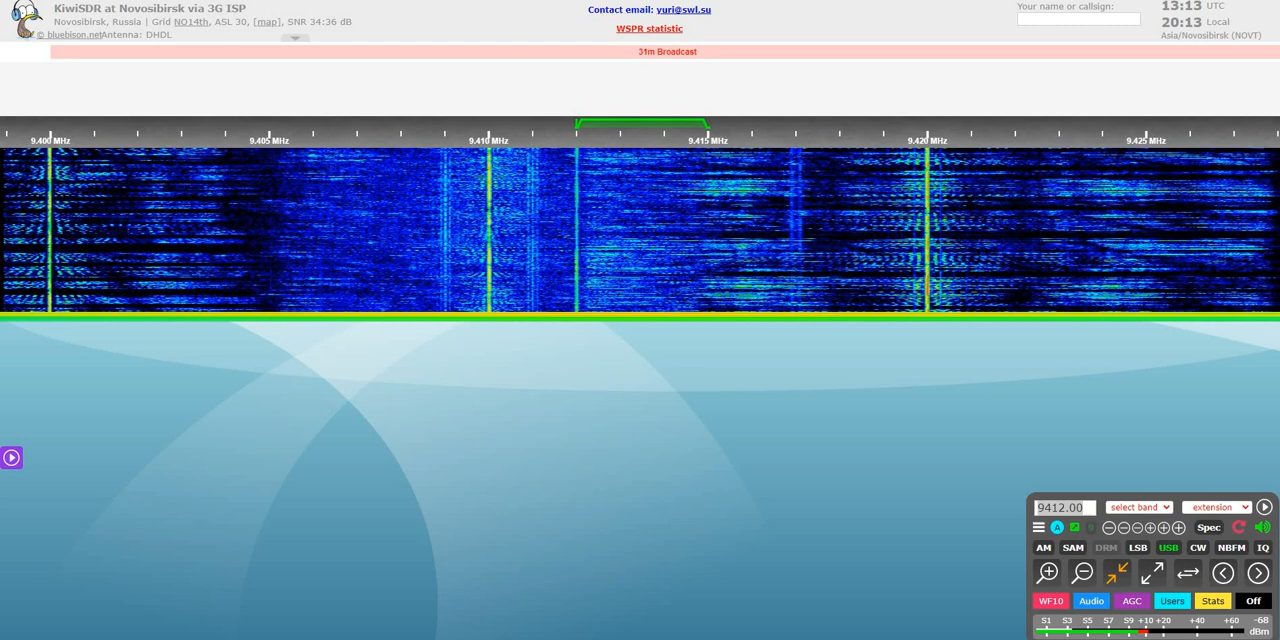 KiwiSDR at Novosibirsk via 3G ISP
Novosibirsk, Russia | Grid NO14th, ASL 30, [map], SNR 34:36 dB
© bluebison.net Antenna: DHDL
Contact email: yuri@swl.su
WSPR statistic
Your name or callsign:
13:13 UTC
20:13 Local
Asia/Novosibirsk (NOVT)
31m Broadcast
9.400 MHz 9.405 MHz 9.410 MHz 9.415 MHz 9.420 MHz 9.425 MHz
9412.00 select band extension
A Spec
AM SAM DRM LSB USB CW NBFM IQ
WF10 Audio AGC Users Stats Off
S1 S3 S5 S7 S9 +10 +20 +40 +60 -68
dBm